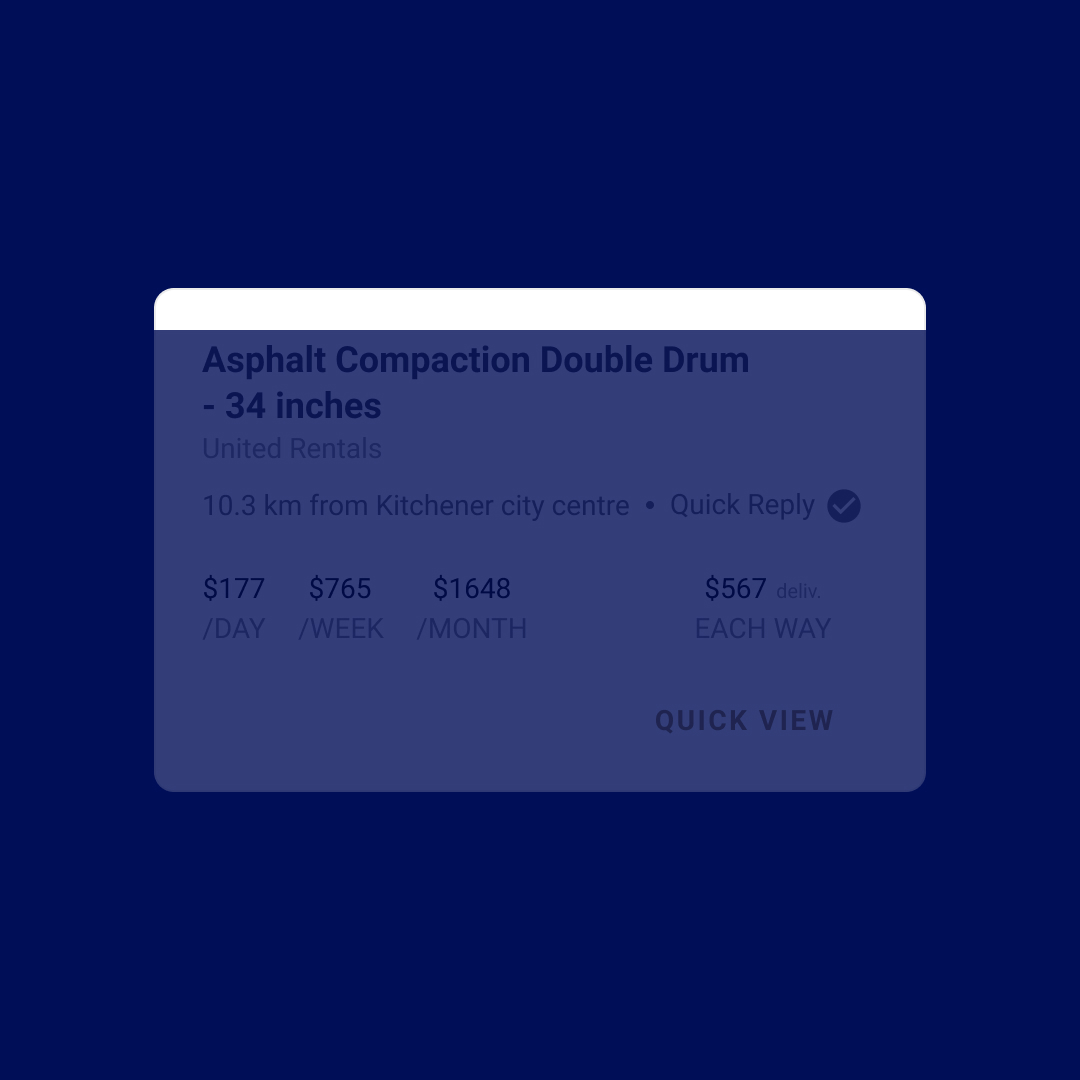 Asphalt Compaction Double Drum
- 34 inches
United Rentals
10.3 km from Kitchener city centre • Quick Reply
$177 $765 $1648 $567 deliv.
/DAY /WEEK /MONTH EACH WAY
QUICK VIEW